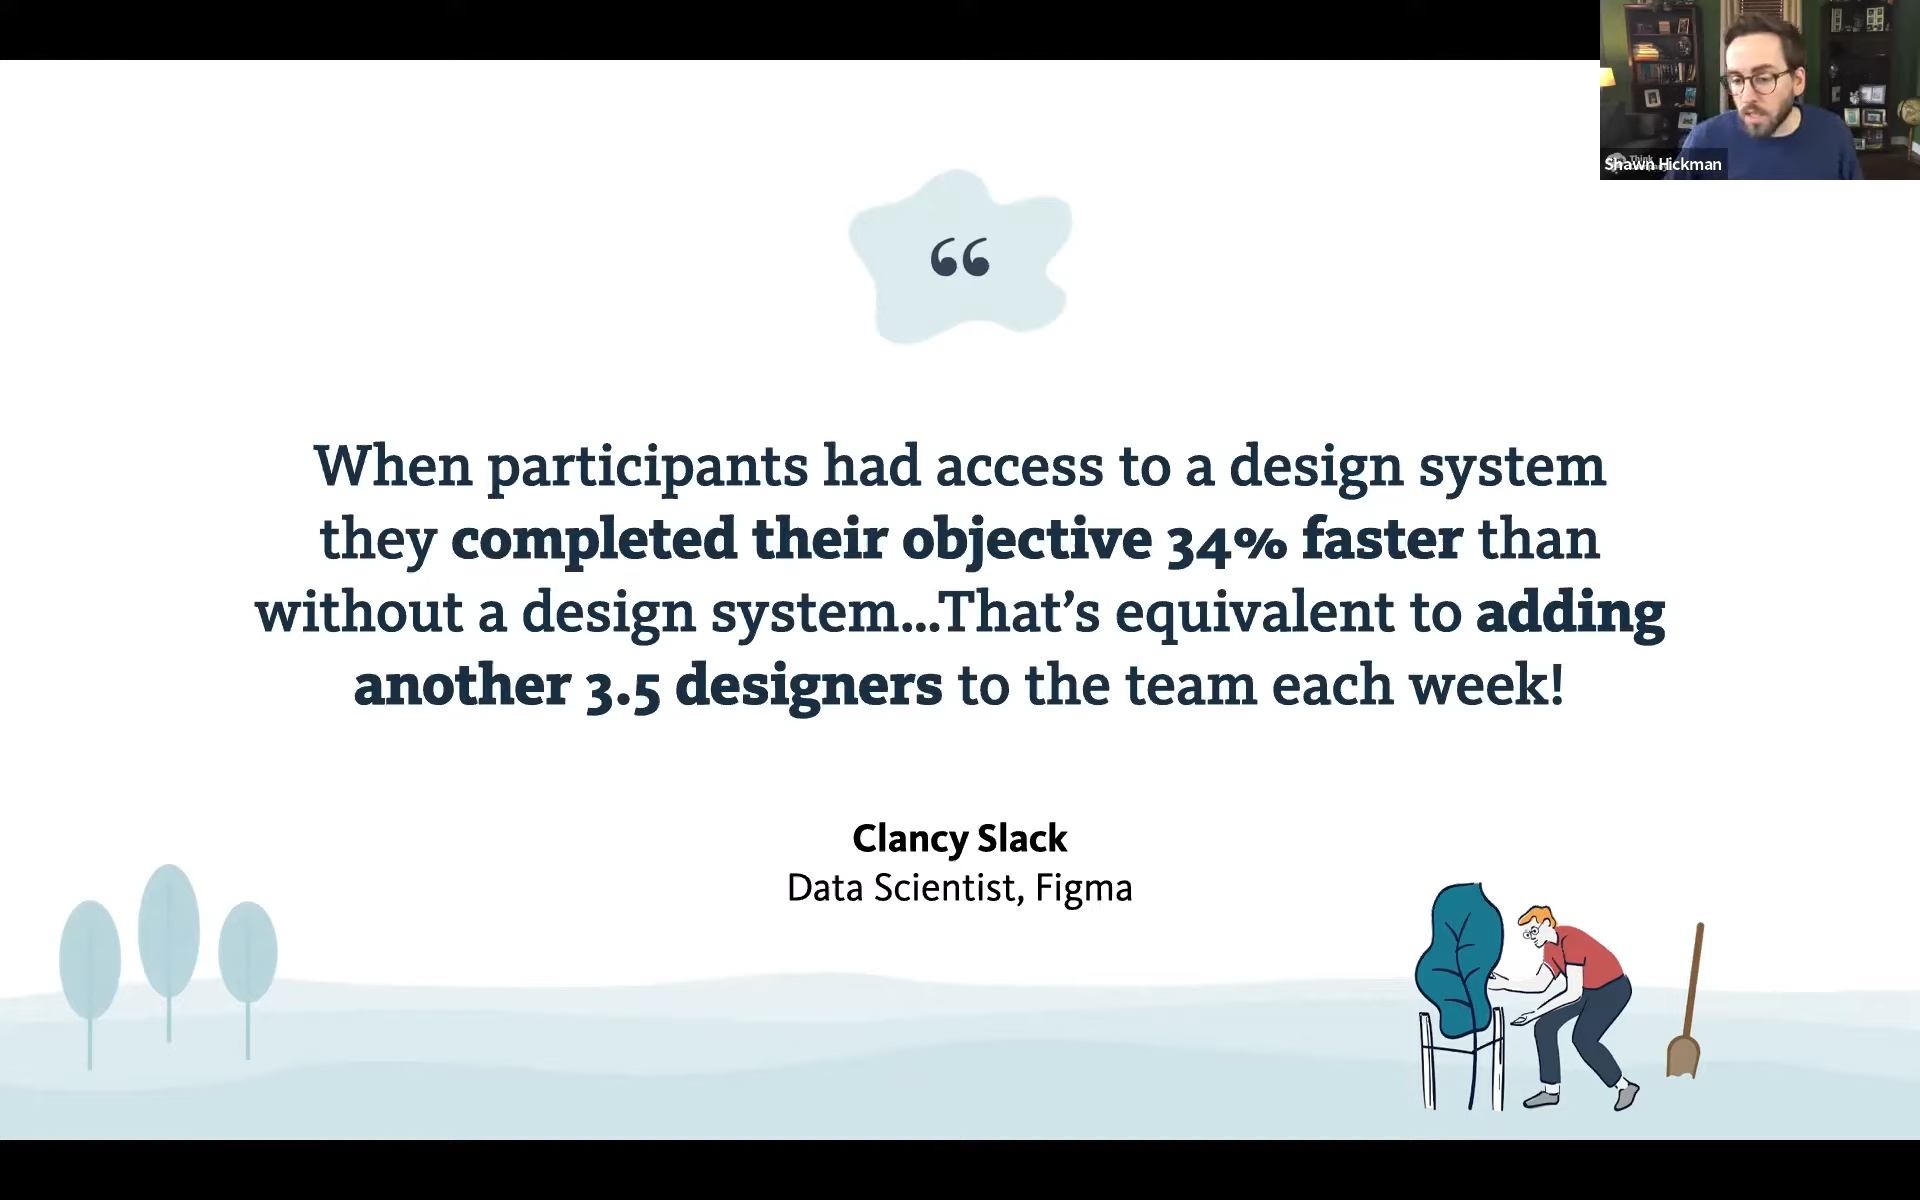 Think
Shawn Hickman
“
When participants had access to a design system
they completed their objective 34% faster than
without a design system...That’s equivalent to adding
another 3.5 designers to the team each week!
Clancy Slack
Data Scientist, Figma